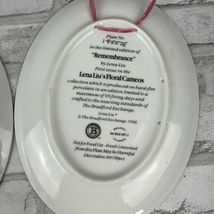 Plate No.
in the limited edition of
"Remembrance"
by Lena Liu
First issue in the
Lena Liu's Floral Cameos
collection which is produced on hand-fire
porcelain in an edition limited to a
maximum of 95 firing days and
crafted to the exacting standards of
The Bradford Exchange.
Lena Liu
© The Bradford Exchange 1996
B
Not for Food Use - Food Consumed
from this Plate May be Harmful.
Decorative Art Object